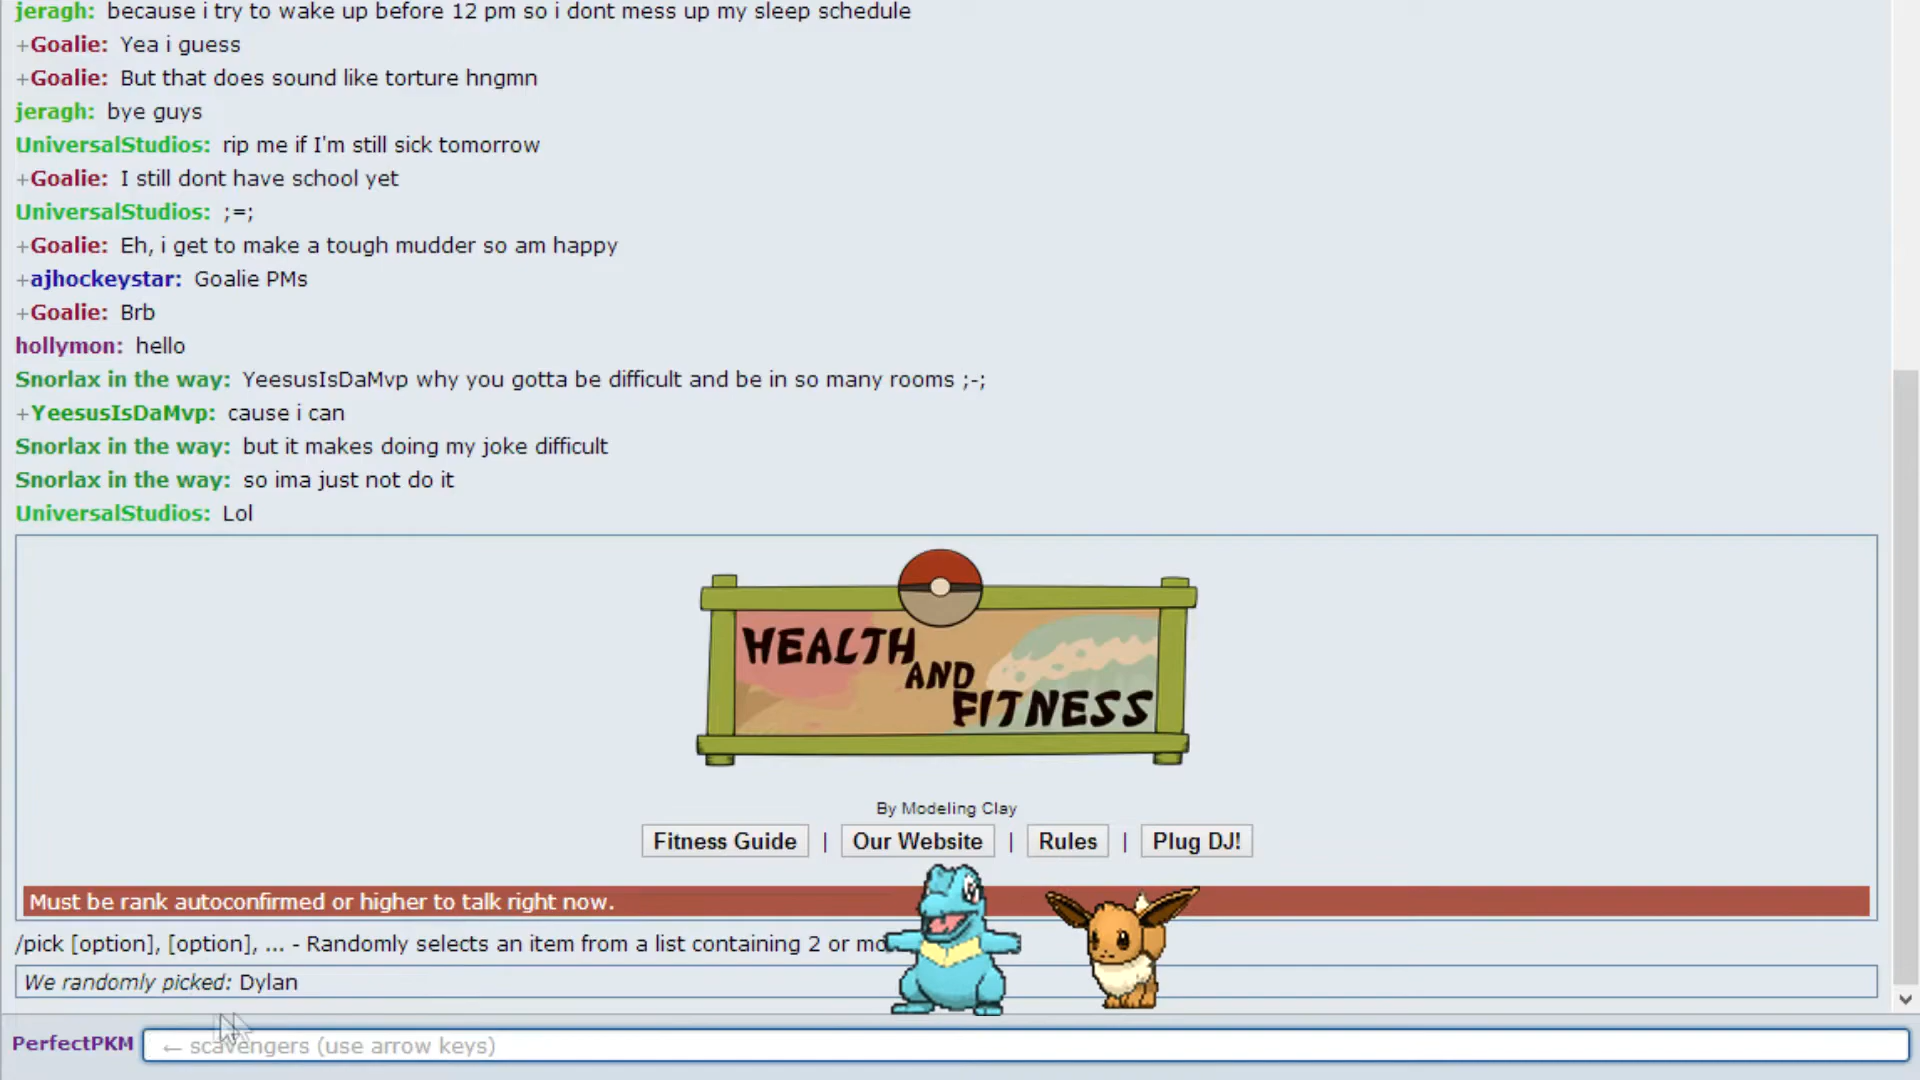 jeragh: because i try to wake up before 12 pm so i dont mess up my sleep schedule
+Goalie: Yea i guess
+Goalie: But that does sound like torture hngmn
jeragh: bye guys
UniversalStudios: rip me if I'm still sick tomorrow
+Goalie: I still dont have school yet
UniversalStudios: ;=;
+Goalie: Eh, i get to make a tough mudder so am happy
+ajhockeystar: Goalie PMs
+Goalie: Brb
hollymon: hello
Snorlax in the way: YeesusIsDaMvp why you gotta be difficult and be in so many rooms ;-;
+YeesusIsDaMvp: cause i can
Snorlax in the way: but it makes doing my joke difficult
Snorlax in the way: so ima just not do it
UniversalStudios: Lol
HEALTH
AND
FITNESS
By Modeling Clay
Fitness Guide | Our Website | Rules | Plug DJ!
Must be rank autoconfirmed or higher to talk right now.
/pick [option], [option], ... - Randomly selects an item from a list containing 2 or mo
We randomly picked: Dylan
PerfectPKM ← scavengers (use arrow keys)